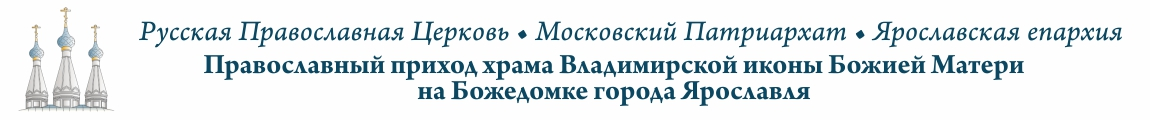 Русская Православная Церковь ⬥ Московский Патриархат ⬥ Ярославская епархия
Православный приход храма Владимирской иконы Божией Матери
на Божедомке города Ярославля